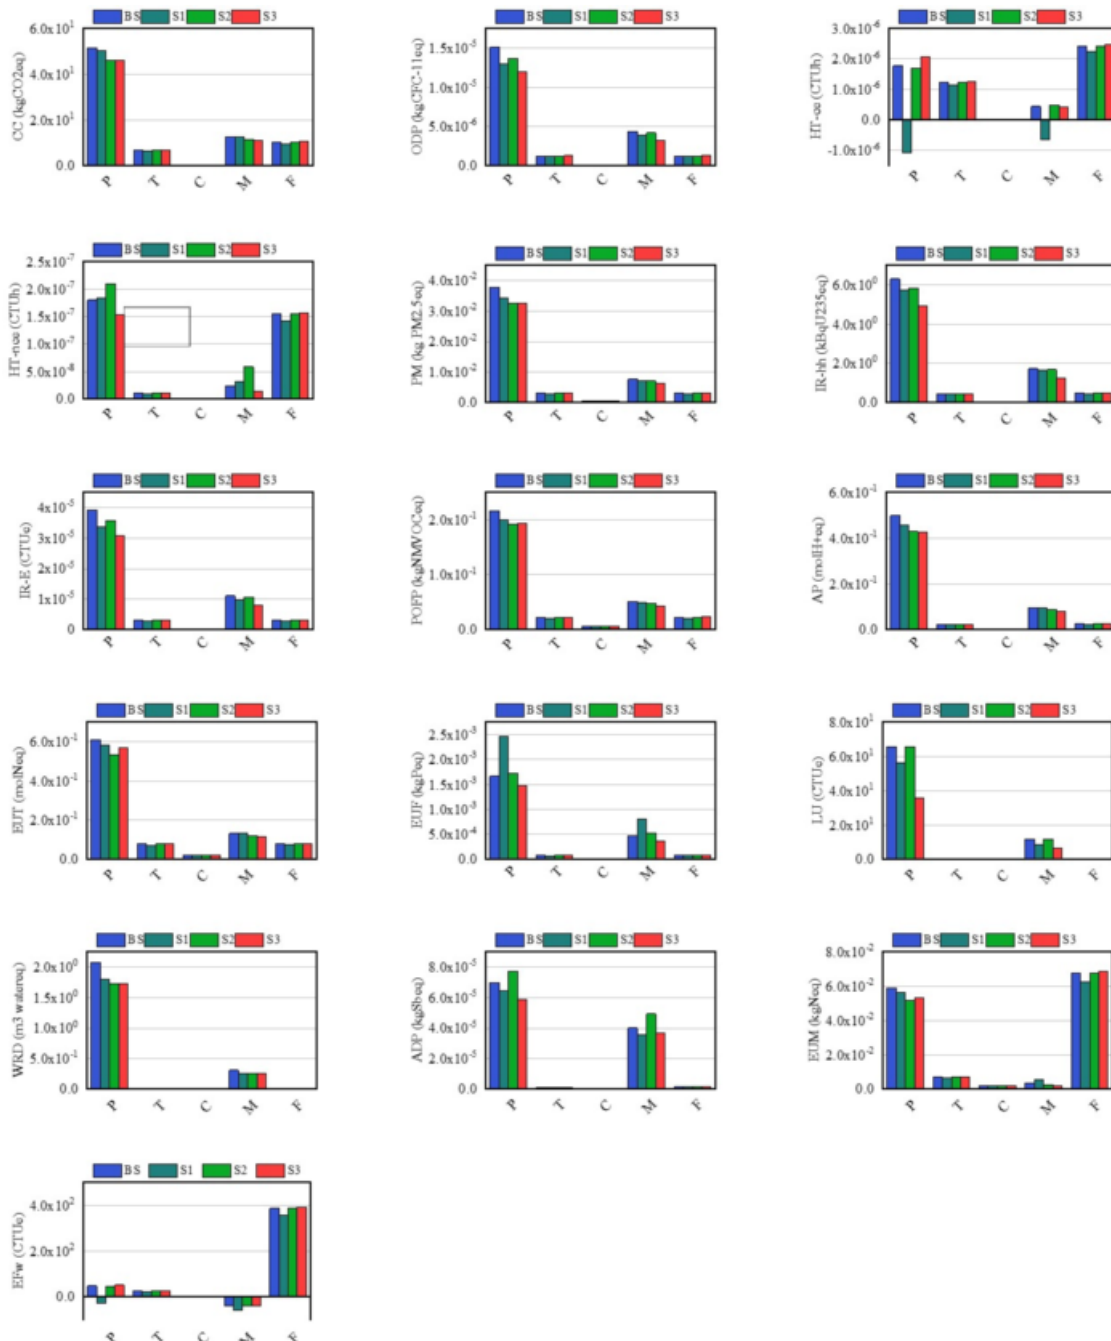 BS S1 S2 S3
CC (kgCO2eq)
6.0x10¹
4.0x10¹
2.0x10¹
0.0
P T C M F
BS S1 S2 S3
ODP (kgCFC-11eq)
1.5x10⁻⁵
1.0x10⁻⁵
5.0x10⁻⁶
0.0
P T C M F
BS S1 S2 S3
HT-ce (CTUh)
3.0x10⁻⁶
2.0x10⁻⁶
1.0x10⁻⁶
0.0
-1.0x10⁻⁶
P T C M F
BS S1 S2 S3
HT-nce (CTUh)
2.5x10⁻⁷
2.0x10⁻⁷
1.5x10⁻⁷
1.0x10⁻⁷
5.0x10⁻⁸
0.0
P T C M F
BS S1 S2 S3
PM (kg PM2.5eq)
4.0x10⁻²
3.0x10⁻²
2.0x10⁻²
1.0x10⁻²
0.0
P T C M F
BS S1 S2 S3
IR-hh (kBqU235eq)
6.0x10⁰
4.0x10⁰
2.0x10⁰
0.0
P T C M F
BS S1 S2 S3
IR-E (CTUe)
4x10⁻⁵
3x10⁻⁵
2x10⁻⁵
1x10⁻⁵
0
P T C M F
BS S1 S2 S3
POFP (kgNMVOCeq)
2.0x10⁻¹
1.0x10⁻¹
0.0
P T C M F
BS S1 S2 S3
AP (molH+eq)
6.0x10⁻¹
4.0x10⁻¹
2.0x10⁻¹
0.0
P T C M F
BS S1 S2 S3
EUT (molNeq)
6.0x10⁻¹
4.0x10⁻¹
2.0x10⁻¹
0.0
P T C M F
BS S1 S2 S3
EUF (kgPeq)
2.5x10⁻³
2.0x10⁻³
1.5x10⁻³
1.0x10⁻³
5.0x10⁻⁴
0.0
P T C M F
BS S1 S2 S3
LU (CTUe)
8.0x10¹
6.0x10¹
4.0x10¹
2.0x10¹
0.0
P T C M F
BS S1 S2 S3
WRD (m3 watereq)
2.0x10⁰
1.5x10⁰
1.0x10⁰
5.0x10⁻¹
0.0
P T C M F
BS S1 S2 S3
ADP (kgSbeq)
8.0x10⁻⁵
6.0x10⁻⁵
4.0x10⁻⁵
2.0x10⁻⁵
0.0
P T C M F
BS S1 S2 S3
EUM (kgNeq)
8.0x10⁻²
6.0x10⁻²
4.0x10⁻²
2.0x10⁻²
0.0
P T C M F
BS S1 S2 S3
EFw (CTUe)
4.0x10²
2.0x10²
0.0
P T C M F